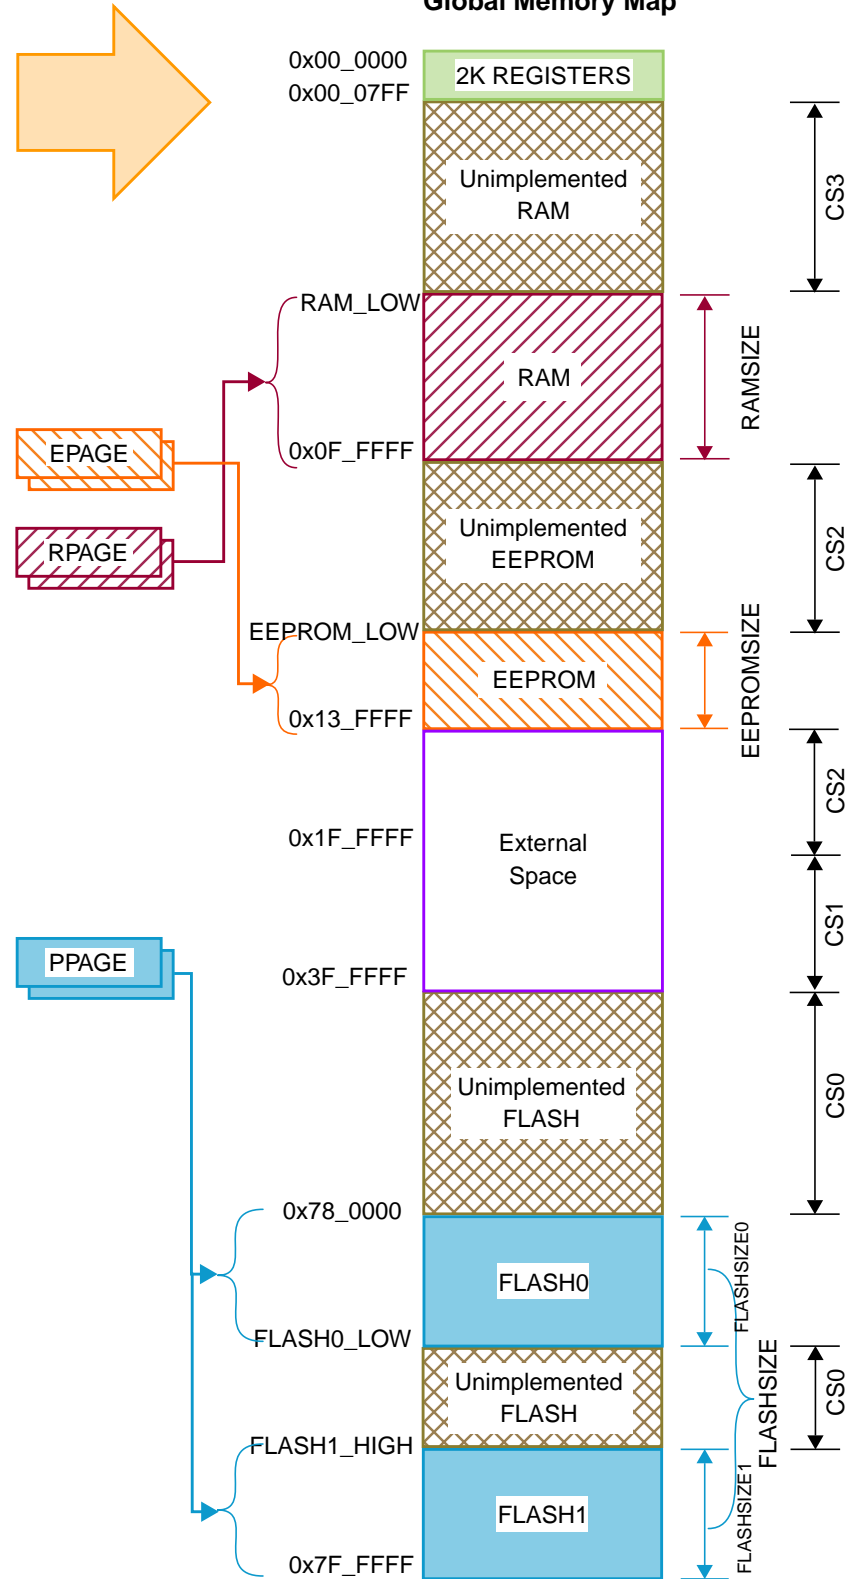 Global Memory Map
0x00_0000
2K REGISTERS
0x00_07FF
Unimplemented
RAM
CS3
RAM_LOW
RAM
RAMSIZE
0x0F_FFFF
EPAGE
RPAGE
Unimplemented
EEPROM
CS2
EEPROM_LOW
EEPROM
EEPROMSIZE
0x13_FFFF
CS2
0x1F_FFFF
External
Space
CS1
PPAGE
0x3F_FFFF
Unimplemented
FLASH
CS0
0x78_0000
FLASH0
FLASHSIZE0
FLASH0_LOW
Unimplemented
FLASH
FLASHSIZE
CS0
FLASH1_HIGH
FLASH1
FLASHSIZE1
0x7F_FFFF